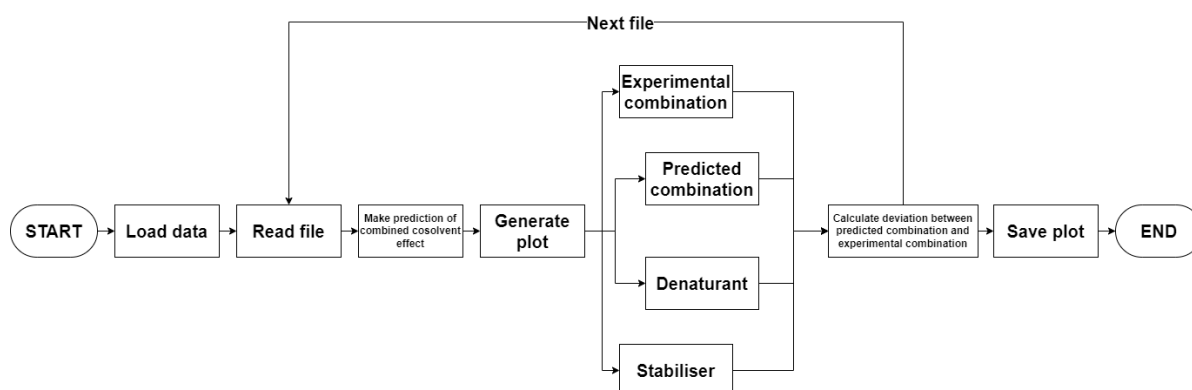 Next file
Experimental
combination
Predicted
combination
START
Load data
Read file
Make prediction of
combined cosolvent
effect
Generate
plot
Calculate deviation between
predicted combination and
experimental combination
Save plot
END
Denaturant
Stabiliser